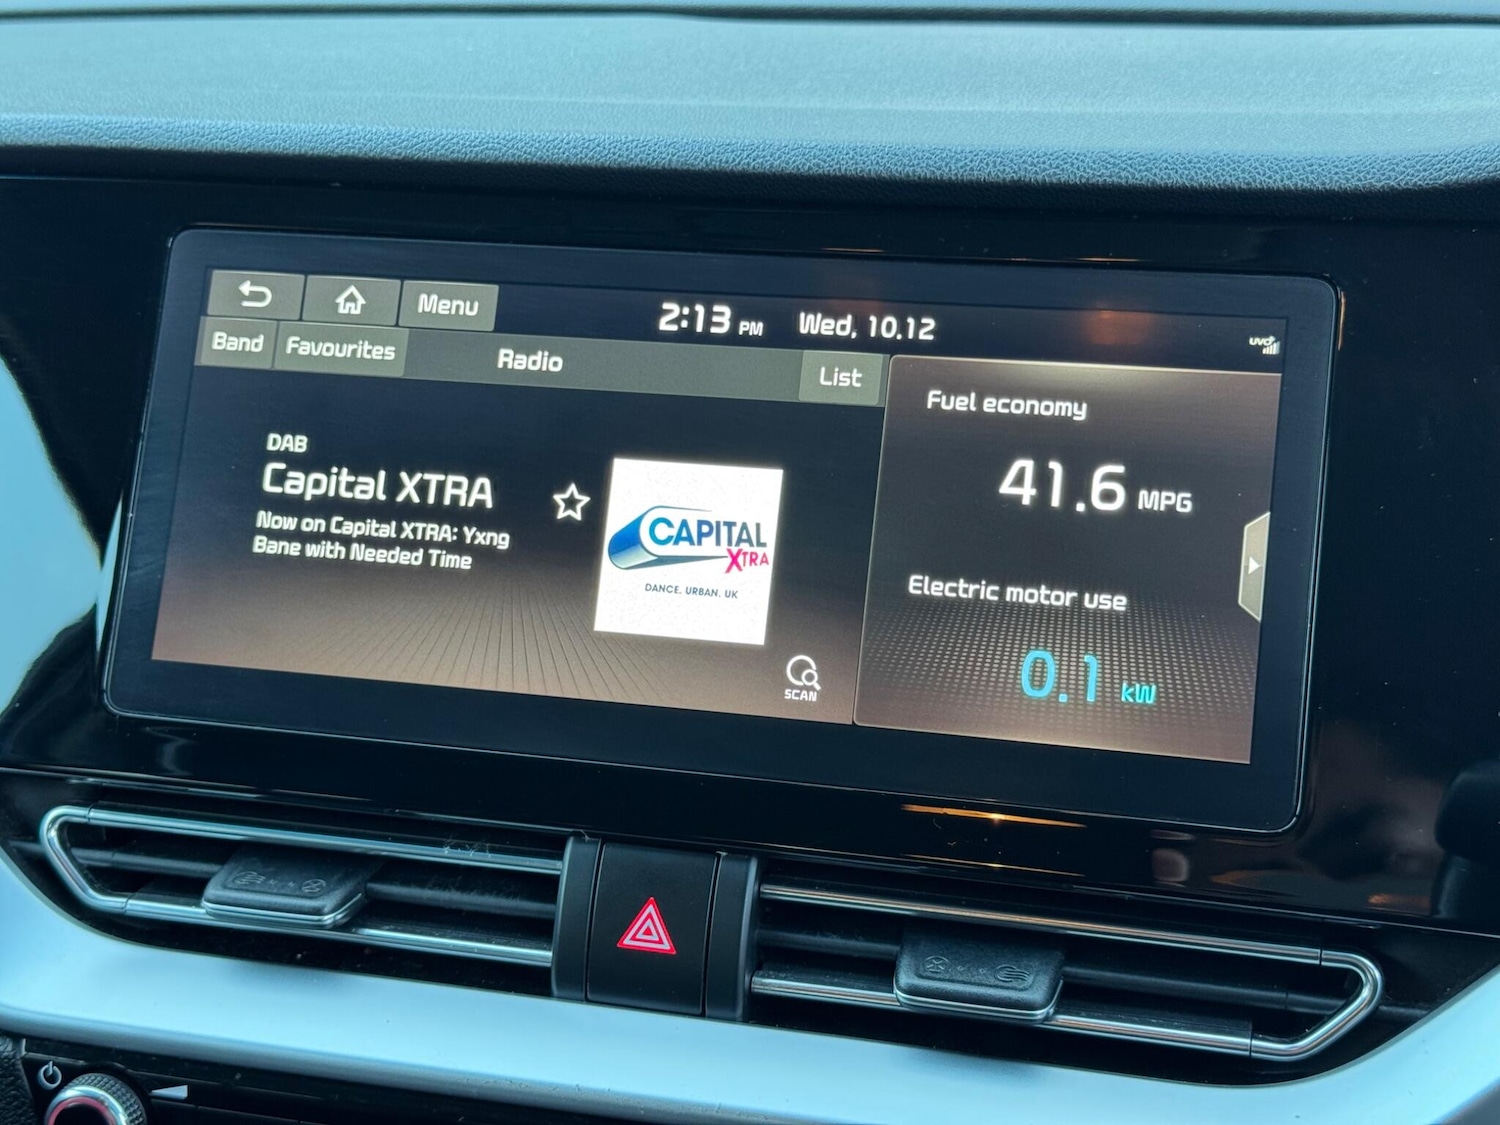 Menu
2:13 PM
Wed, 10.12
UVO
Band
Favourites
Radio
List
DAB
Capital XTRA
Now on Capital XTRA: Yxng
Bane with Needed Time
CAPITAL
XTRA
DANCE. URBAN. UK
SCAN
Fuel economy
41.6 MPG
Electric motor use
0.1 kW